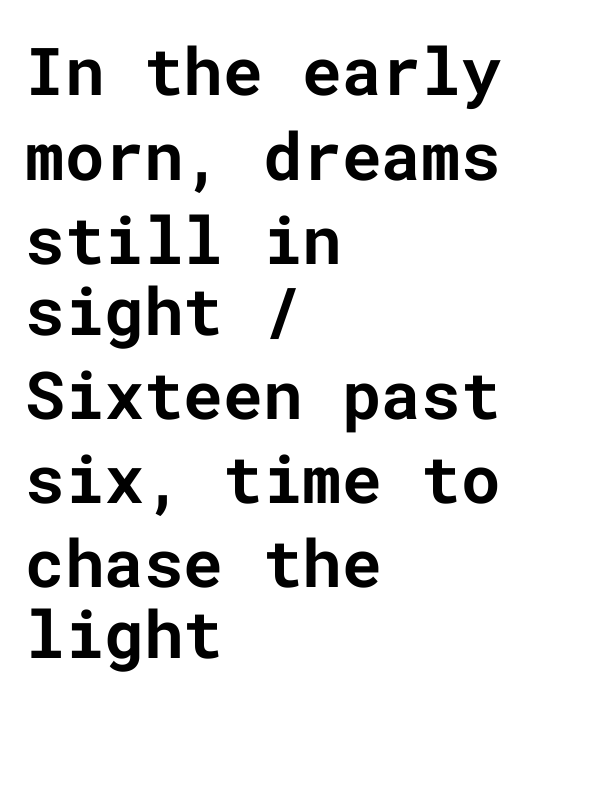 In the early
morn, dreams
still in
sight /
Sixteen past
six, time to
chase the
light